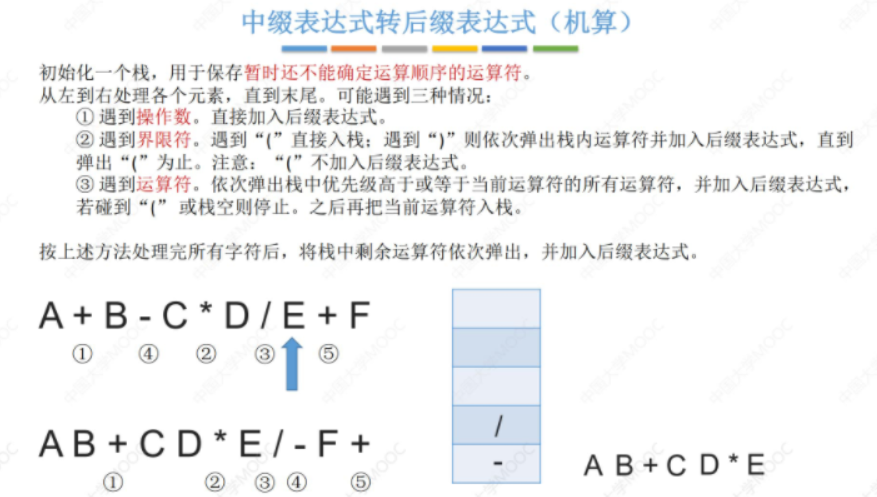 中缀表达式转后缀表达式（机算）
初始化一个栈，用于保存暂时还不能确定运算顺序的运算符。
从左到右处理各个元素，直到末尾。可能遇到三种情况：
① 遇到操作数。直接加入后缀表达式。
② 遇到界限符。遇到“(”直接入栈；遇到“)”则依次弹出栈内运算符并加入后缀表达式，直到
弹出“(”为止。注意：“(”不加入后缀表达式。
③ 遇到运算符。依次弹出栈中优先级高于或等于当前运算符的所有运算符，并加入后缀表达式，
若碰到“(” 或栈空则停止。之后再把当前运算符入栈。
按上述方法处理完所有字符后，将栈中剩余运算符依次弹出，并加入后缀表达式。
A + B - C * D / E + F
① ④ ② ③ ⑤
/
-
A B + C D * E / - F +
① ② ③ ④ ⑤
A B + C D * E
中国大学MOOC